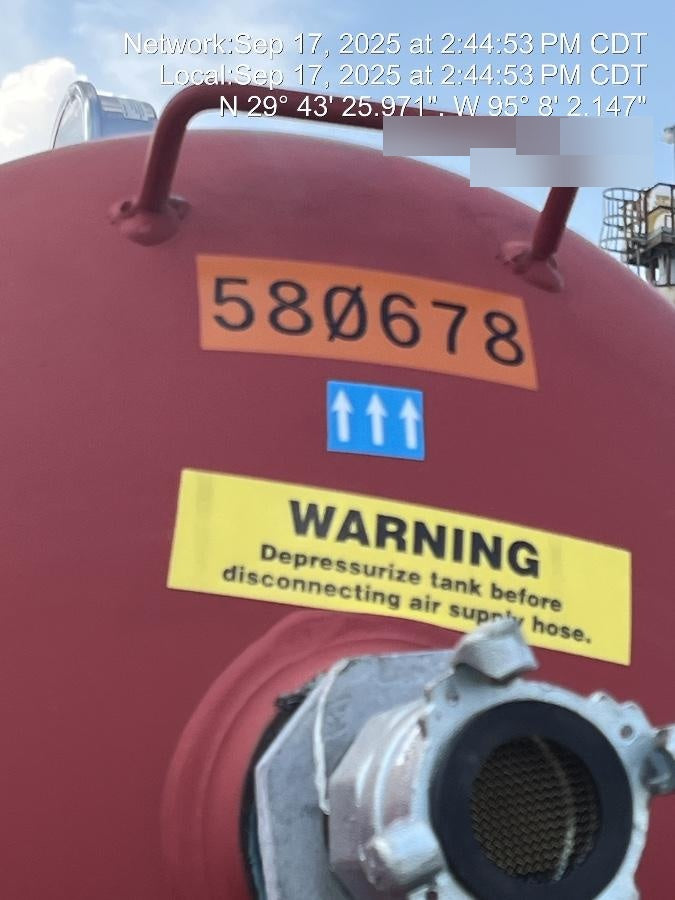 Network:Sep 17, 2025 at 2:44:53 PM CDT
Local:Sep 17, 2025 at 2:44:53 PM CDT
N 29° 43' 25.971", W 95° 8' 2.147"
58Ø678
WARNING
Depressurize tank before
disconnecting air supply hose.